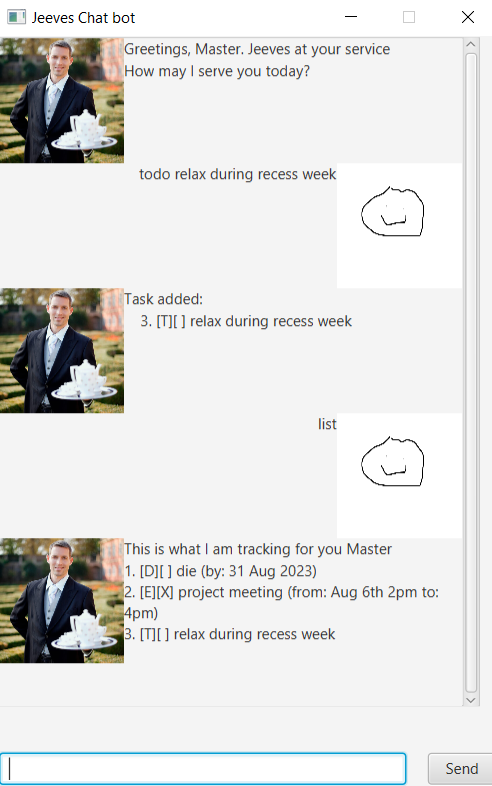 Jeeves Chat bot
Greetings, Master. Jeeves at your service
How may I serve you today?
todo relax during recess week
Task added:
3. [T][ ] relax during recess week
list
This is what I am tracking for you Master
1. [D][ ] die (by: 31 Aug 2023)
2. [E][X] project meeting (from: Aug 6th 2pm to:
4pm)
3. [T][ ] relax during recess week
Send